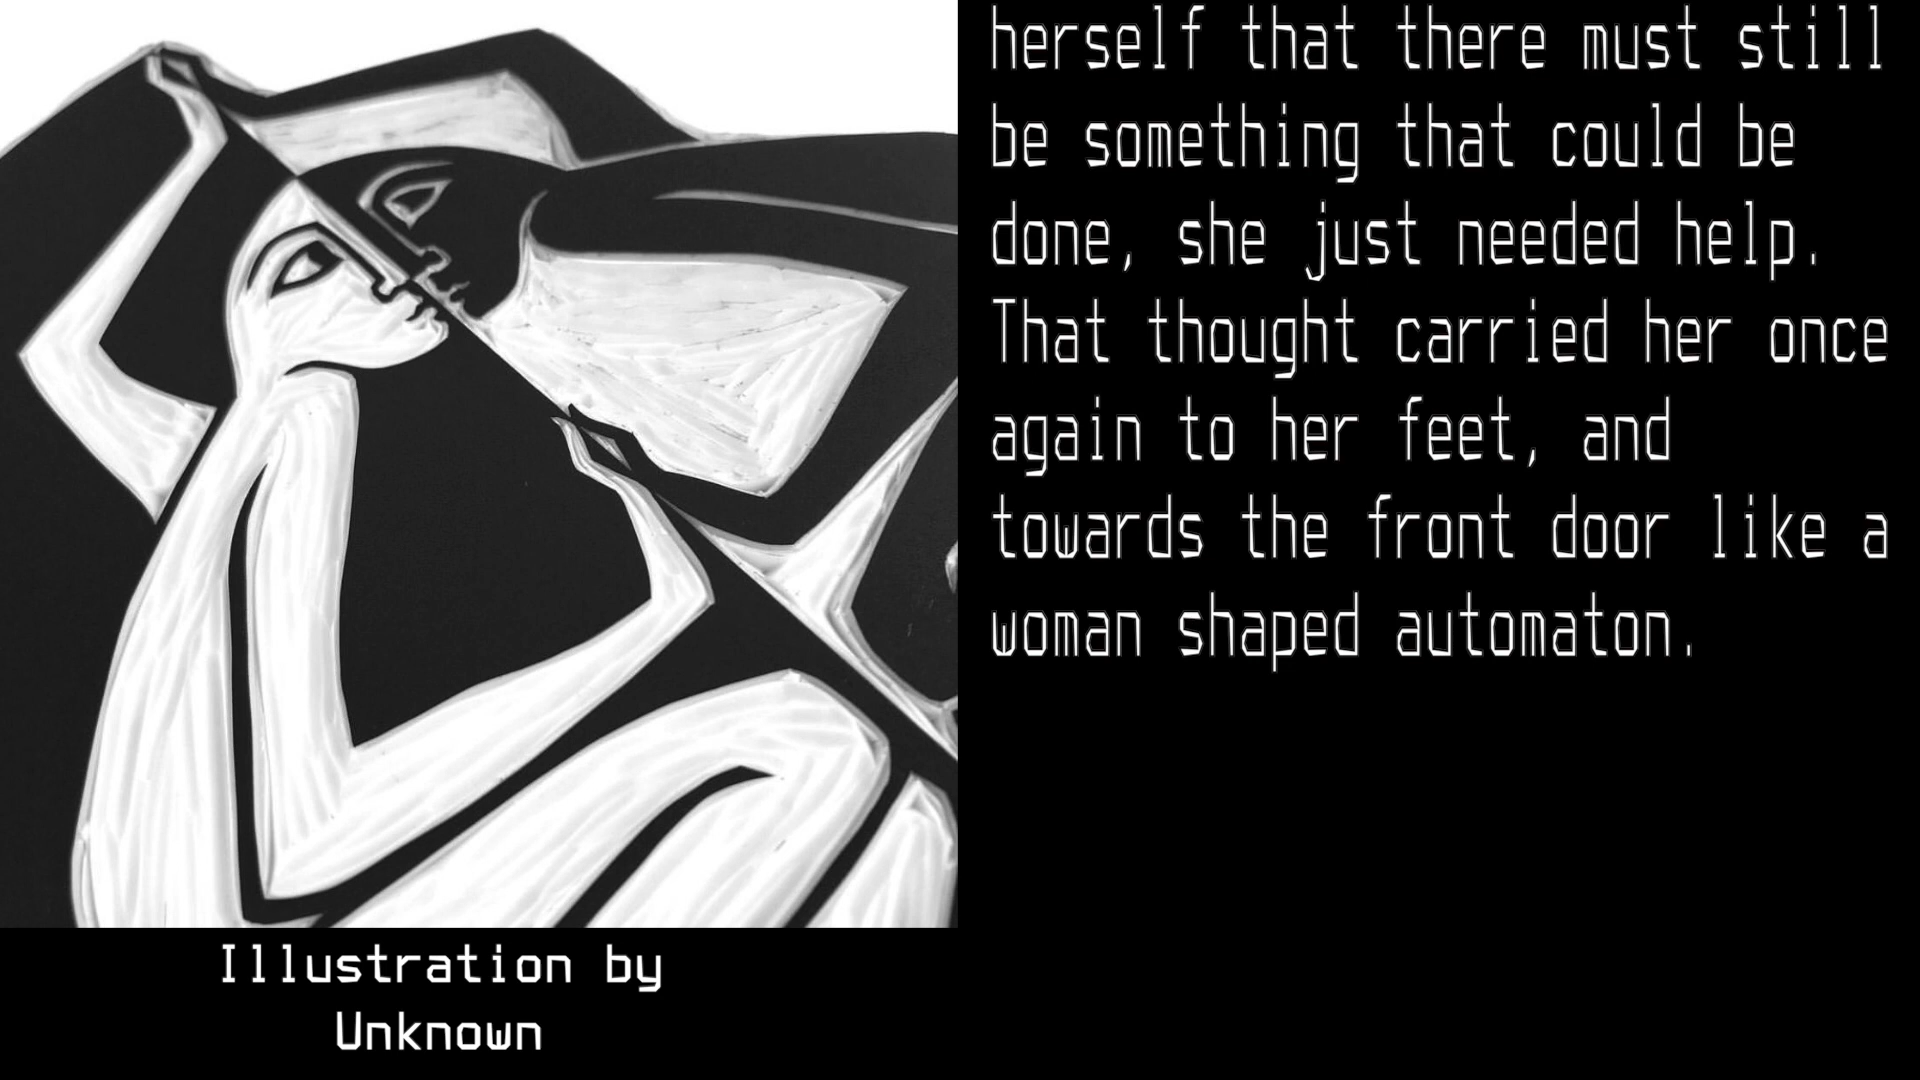 herself that there must still
be something that could be
done, she just needed help.
That thought carried her once
again to her feet, and
towards the front door like a
woman shaped automaton.
Illustration by
Unknown